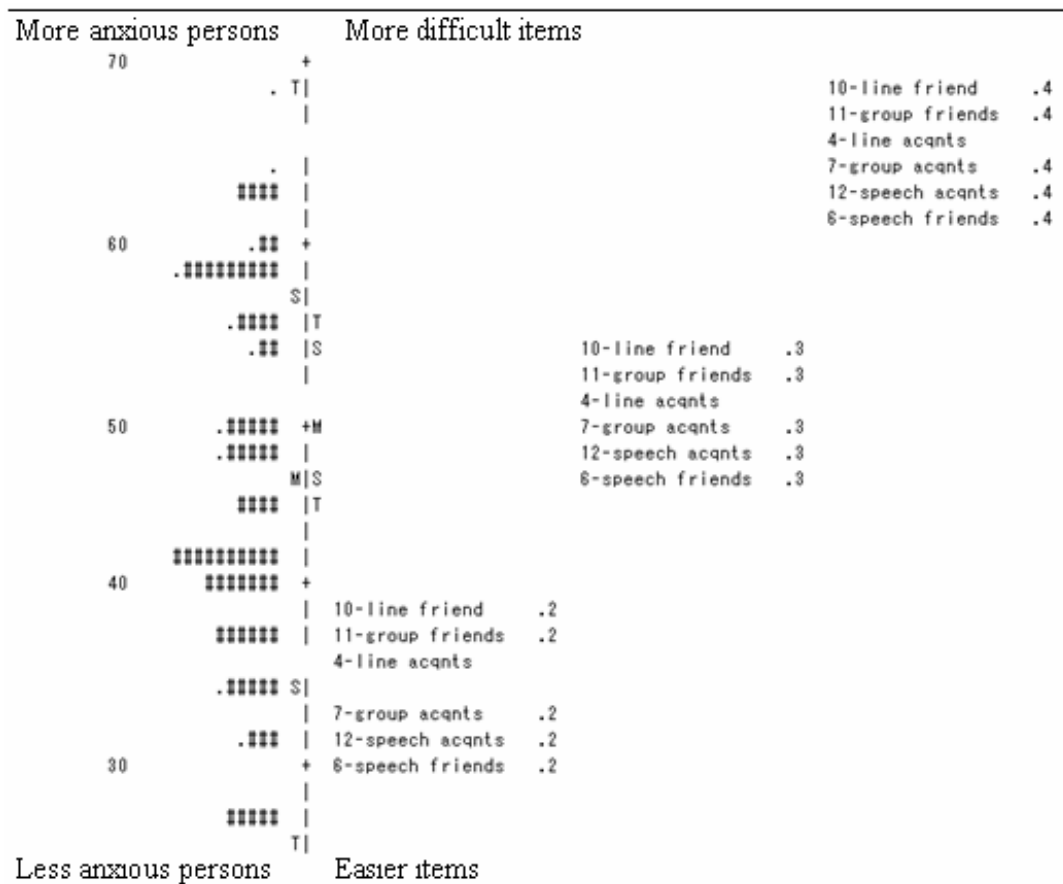 More anxious persons More difficult items
70 +
. T| 10-line friend .4
| 11-group friends .4
4-line acqnts
. | 7-group acqnts .4
#### | 12-speech acqnts .4
| 6-speech friends .4
60 .## +
.######### |
S|
.#### |T
.## |S 10-line friend .3
| 11-group friends .3
4-line acqnts
50 .##### +M 7-group acqnts .3
.##### | 12-speech acqnts .3
M|S 6-speech friends .3
#### |T
|
########## |
40 ####### +
| 10-line friend .2
###### | 11-group friends .2
4-line acqnts
.##### S|
| 7-group acqnts .2
.### | 12-speech acqnts .2
30 + 6-speech friends .2
|
##### |
T|
Less anxious persons Easier items